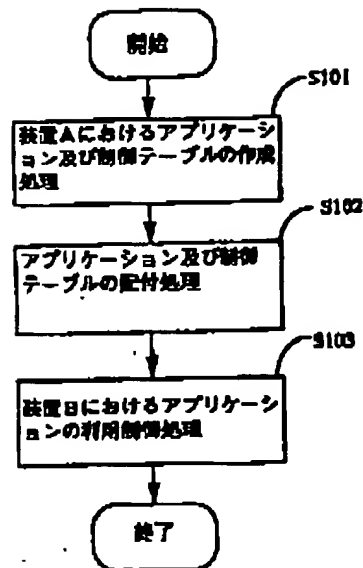 開始
S101
装置Aにおけるアプリケーシ
ョン及び制御テーブルの作成
処理
S102
アプリケーション及び制御
テーブルの配付処理
S103
装置Bにおけるアプリケーシ
ョンの利用制御処理
終了